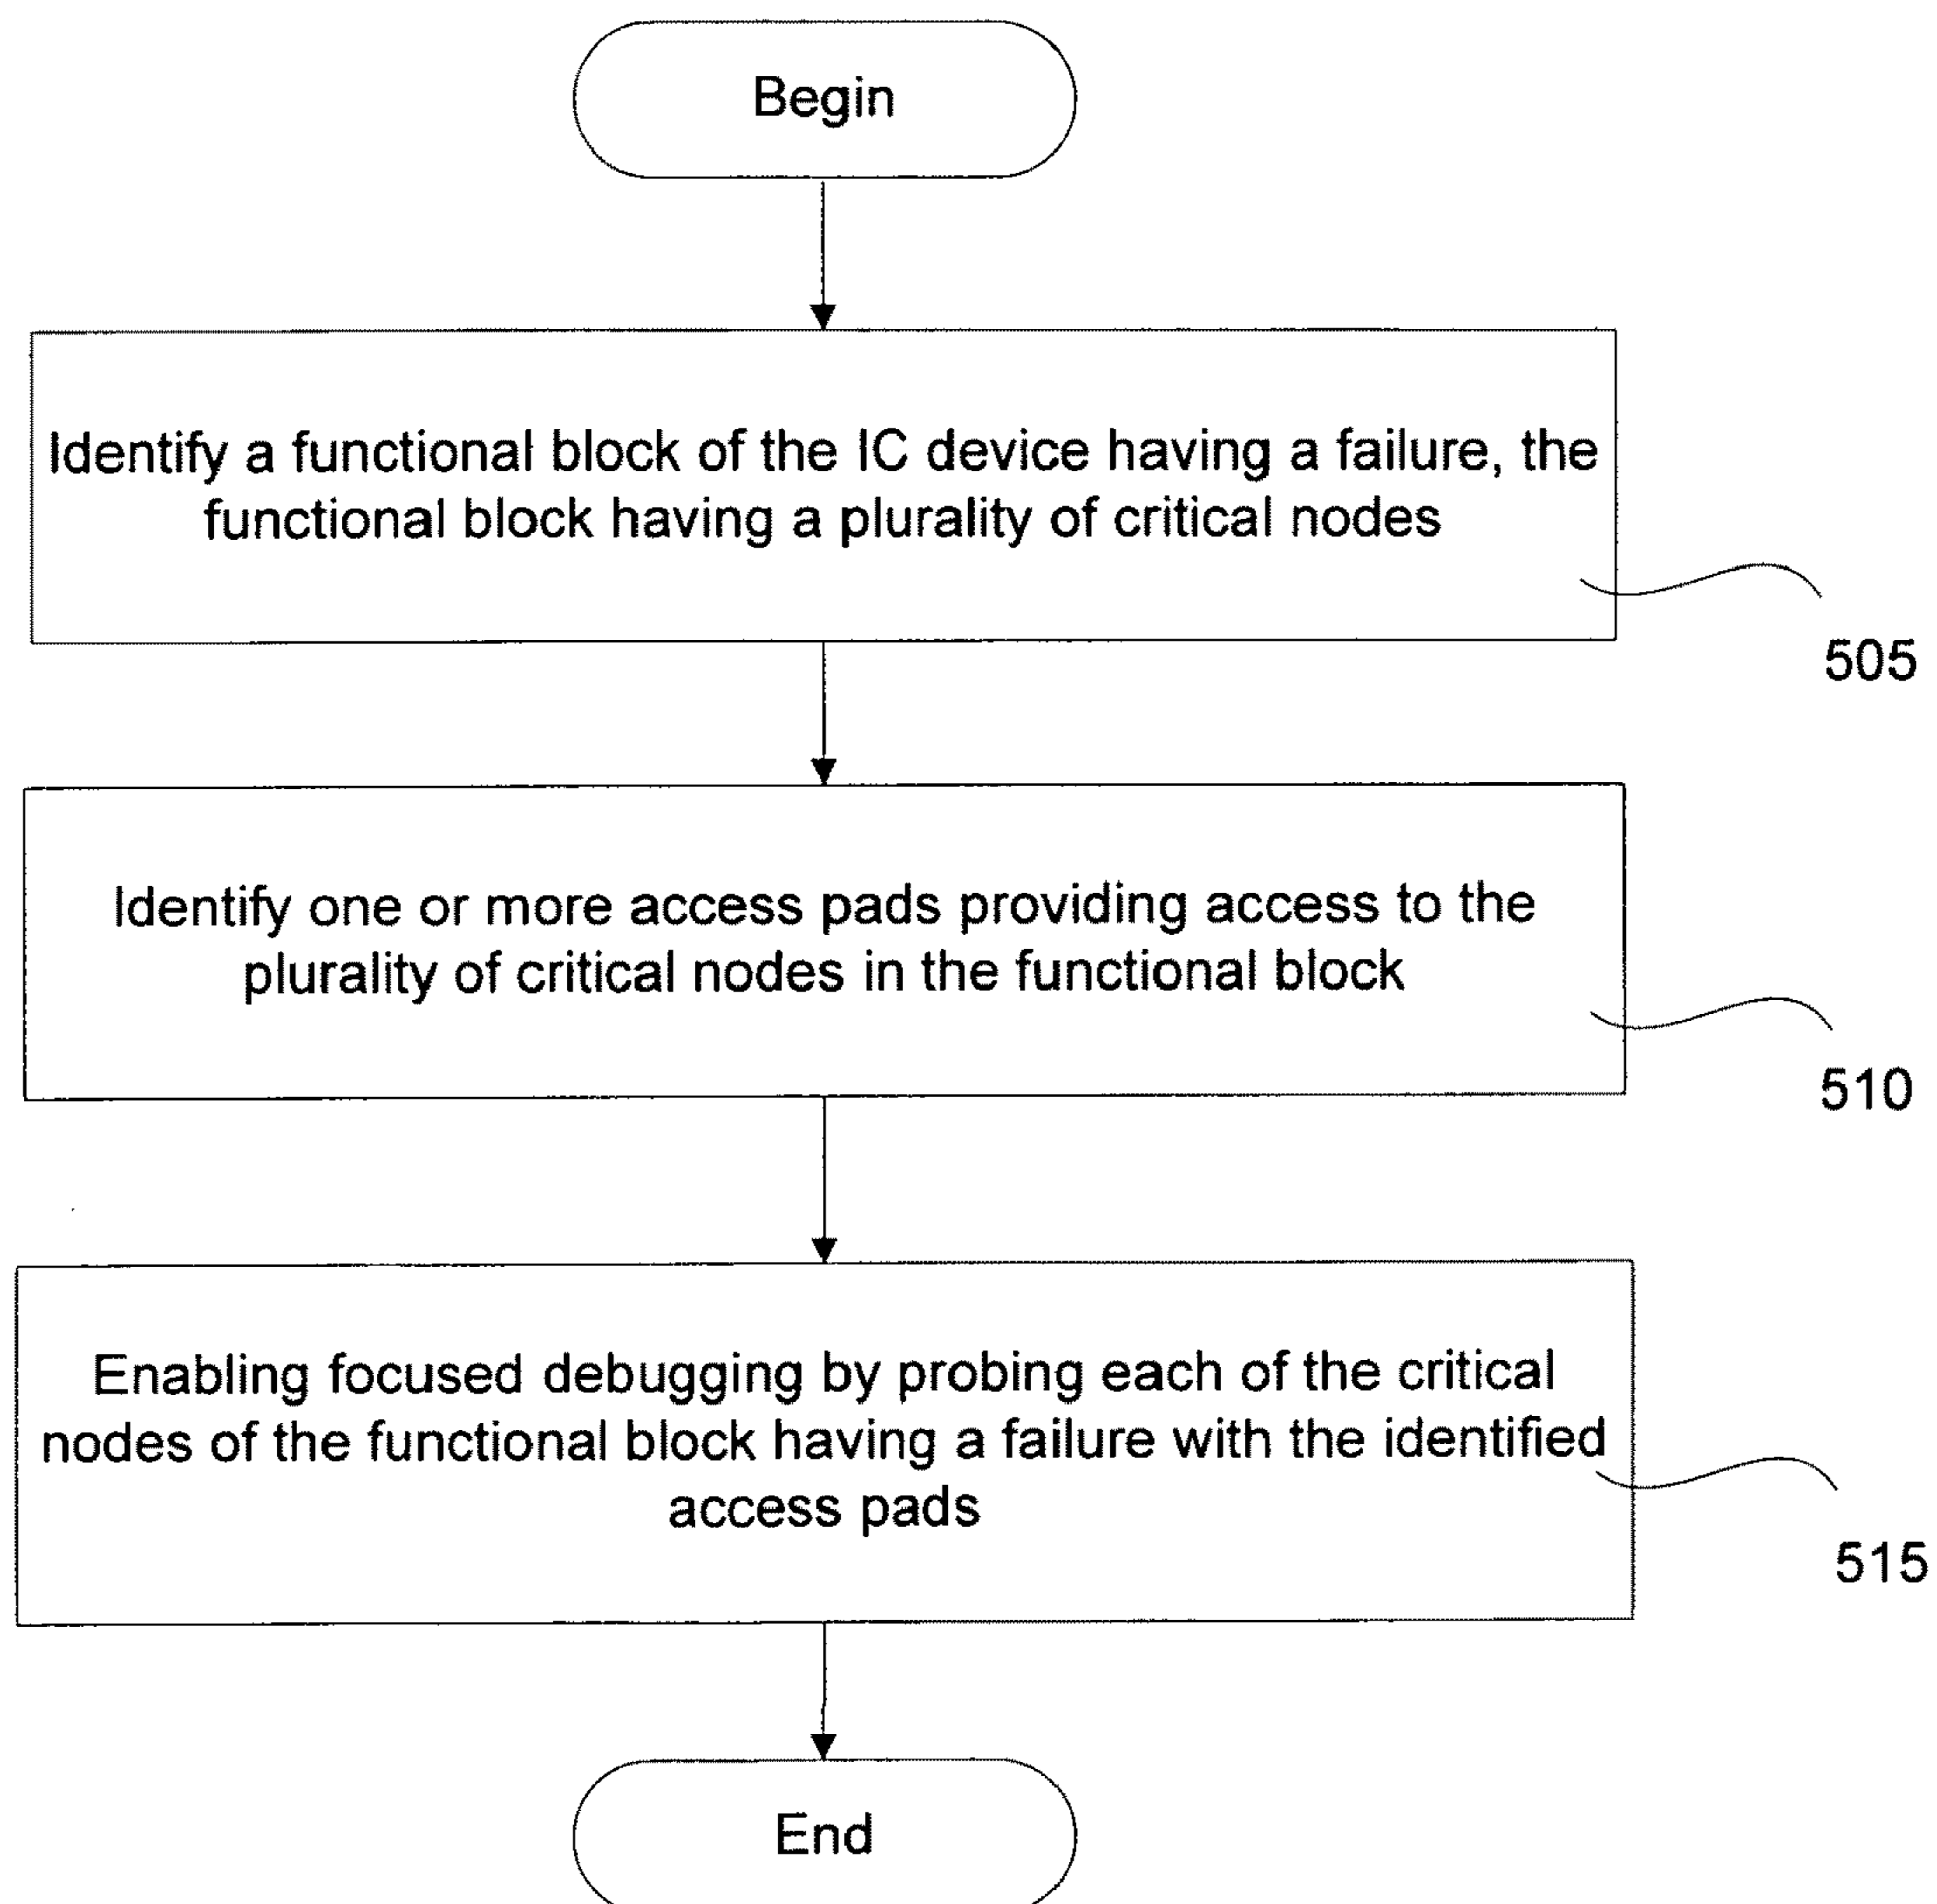 Begin
Identify a functional block of the IC device having a failure, the
functional block having a plurality of critical nodes
505
Identify one or more access pads providing access to the
plurality of critical nodes in the functional block
510
Enabling focused debugging by probing each of the critical
nodes of the functional block having a failure with the identified
access pads
515
End